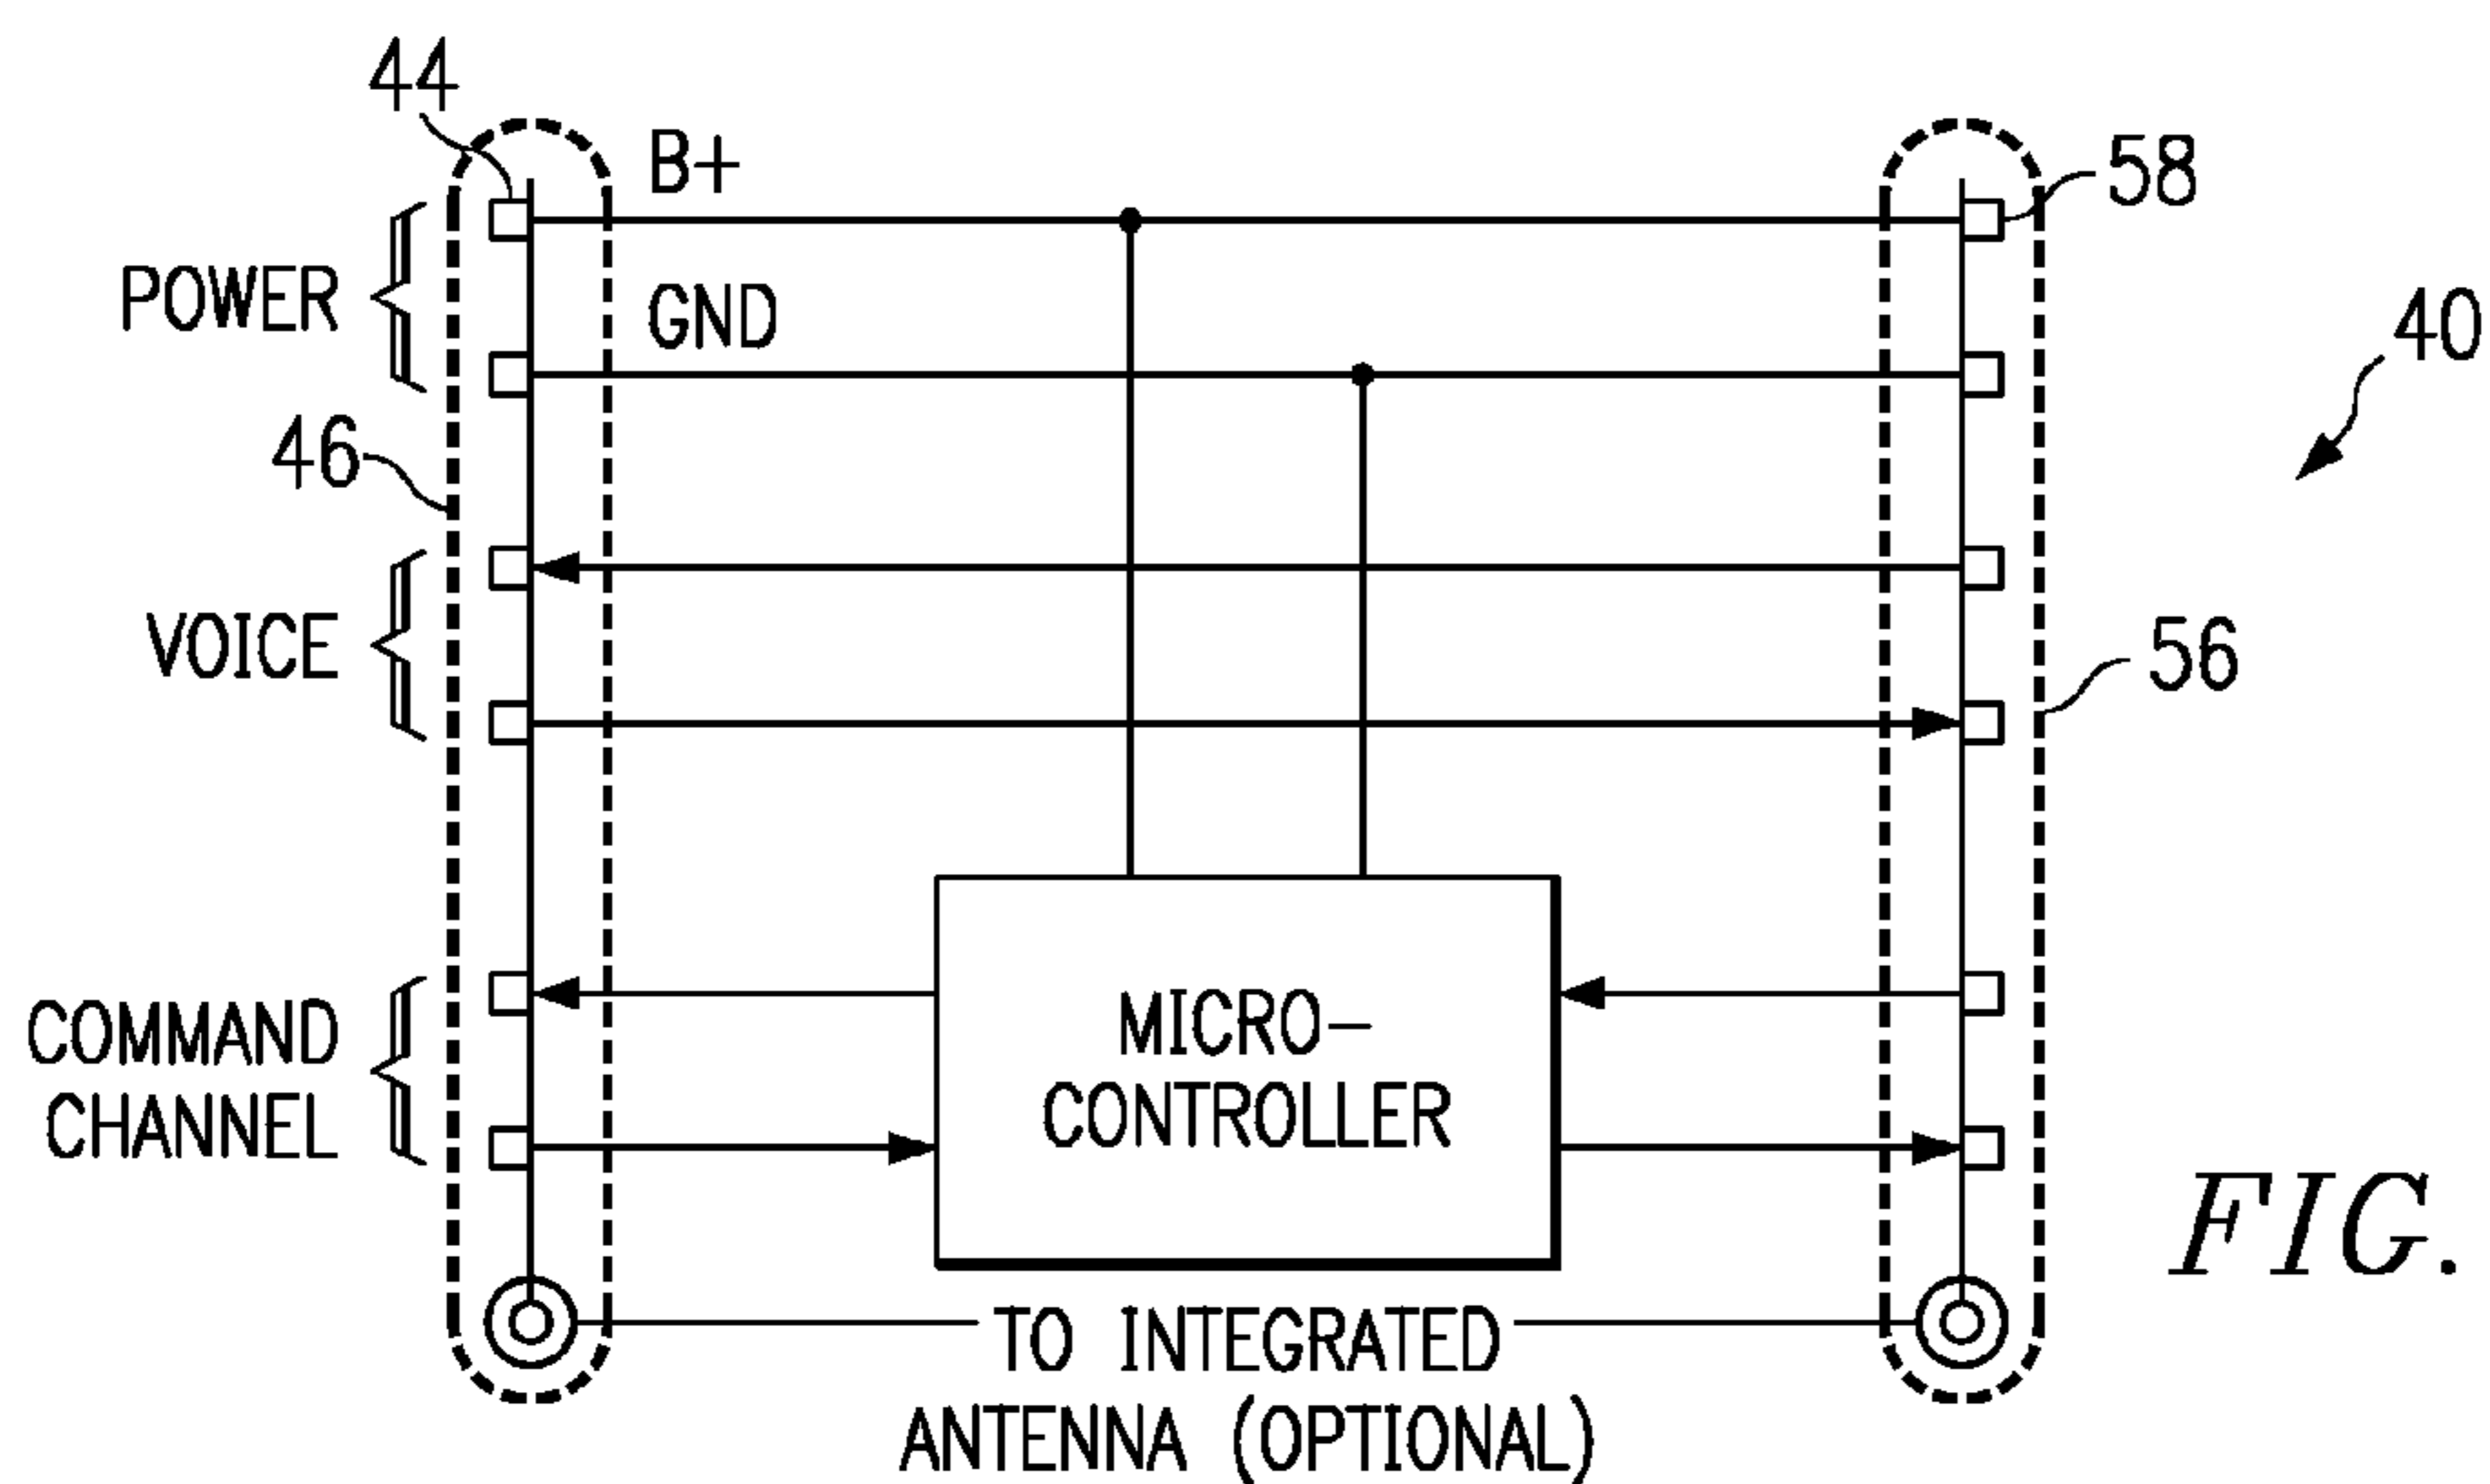 44
B+
58
POWER
GND
40
46
VOICE
56
COMMAND
CHANNEL
MICRO-
CONTROLLER
FIG.
TO INTEGRATED
ANTENNA (OPTIONAL)